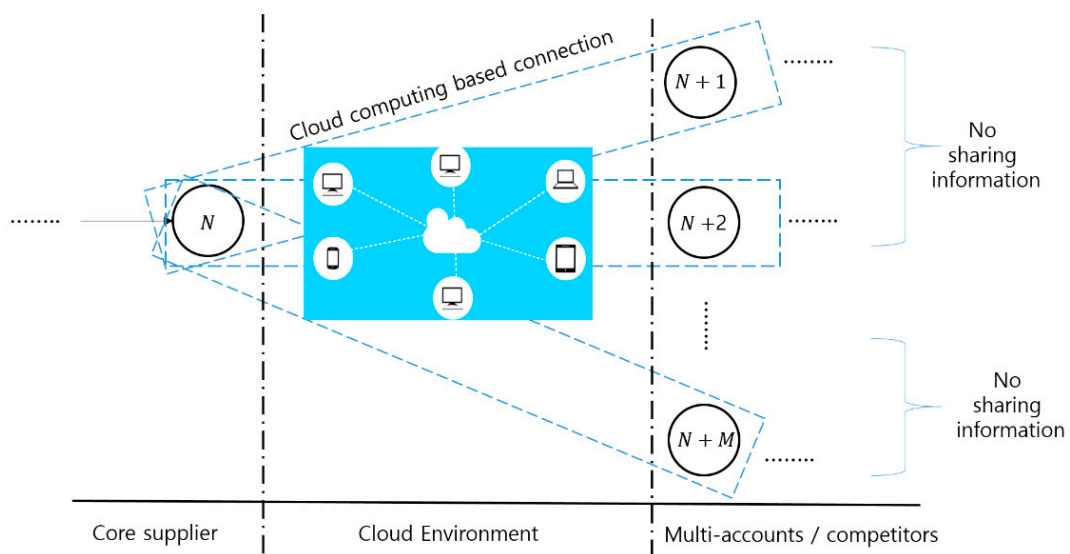 Cloud computing based connection
N + 1
No
sharing
information
N
N +2
N + M
No
sharing
information
Core supplier
Cloud Environment
Multi-accounts / competitors